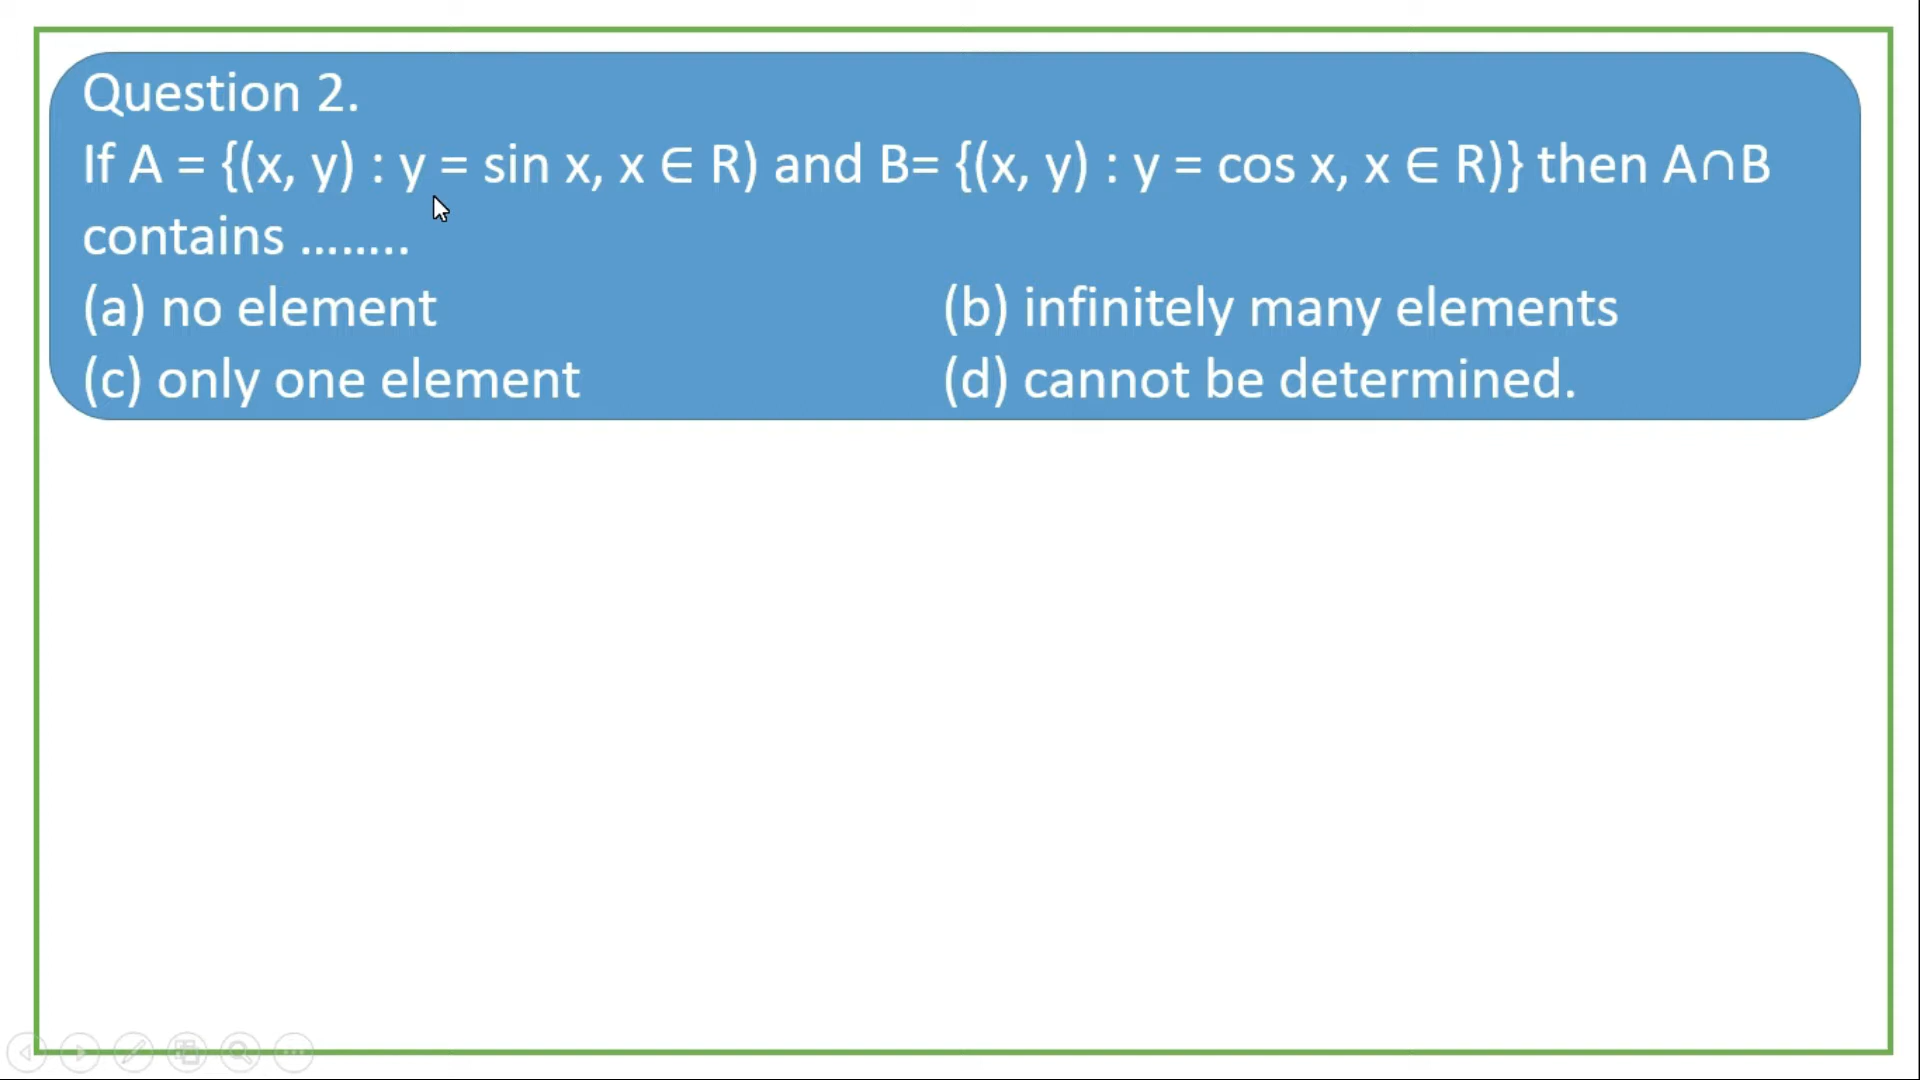 Question 2.
If A = {(x, y) : y = sin x, x ∈ R) and B= {(x, y) : y = cos x, x ∈ R)} then A∩B
contains ........
(a) no element (b) infinitely many elements
(c) only one element (d) cannot be determined.